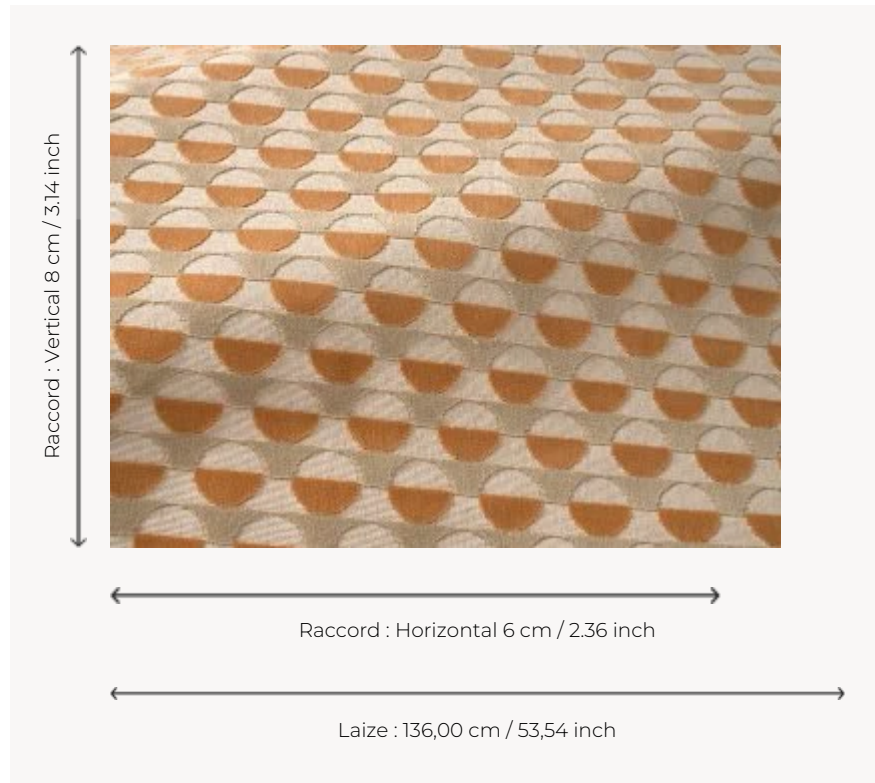 Raccord : Vertical 8 cm / 3.14 inch
Raccord : Horizontal 6 cm / 2.36 inch
Laize : 136,00 cm / 53,54 inch